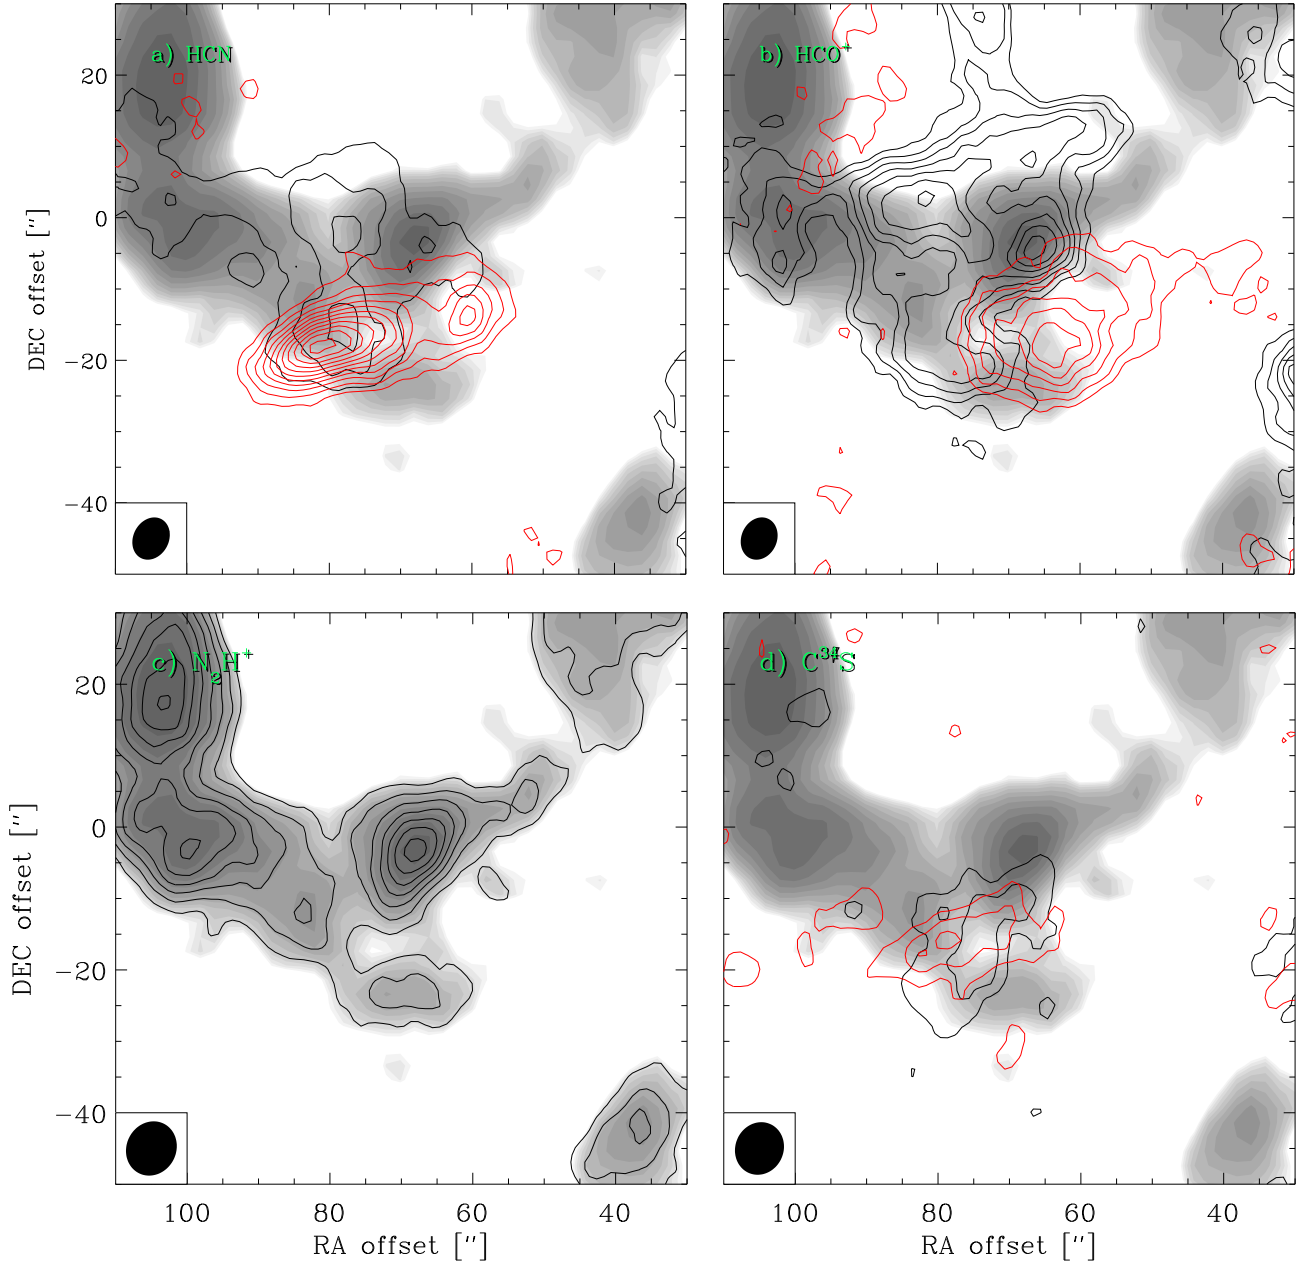 a) HCN
b) HCO+
20
0
−20
−40
DEC offset ["]
c) N2H+
d) C34S
20
0
−20
−40
DEC offset ["]
100 80 60 40
100 80 60 40
RA offset ["]
RA offset ["]